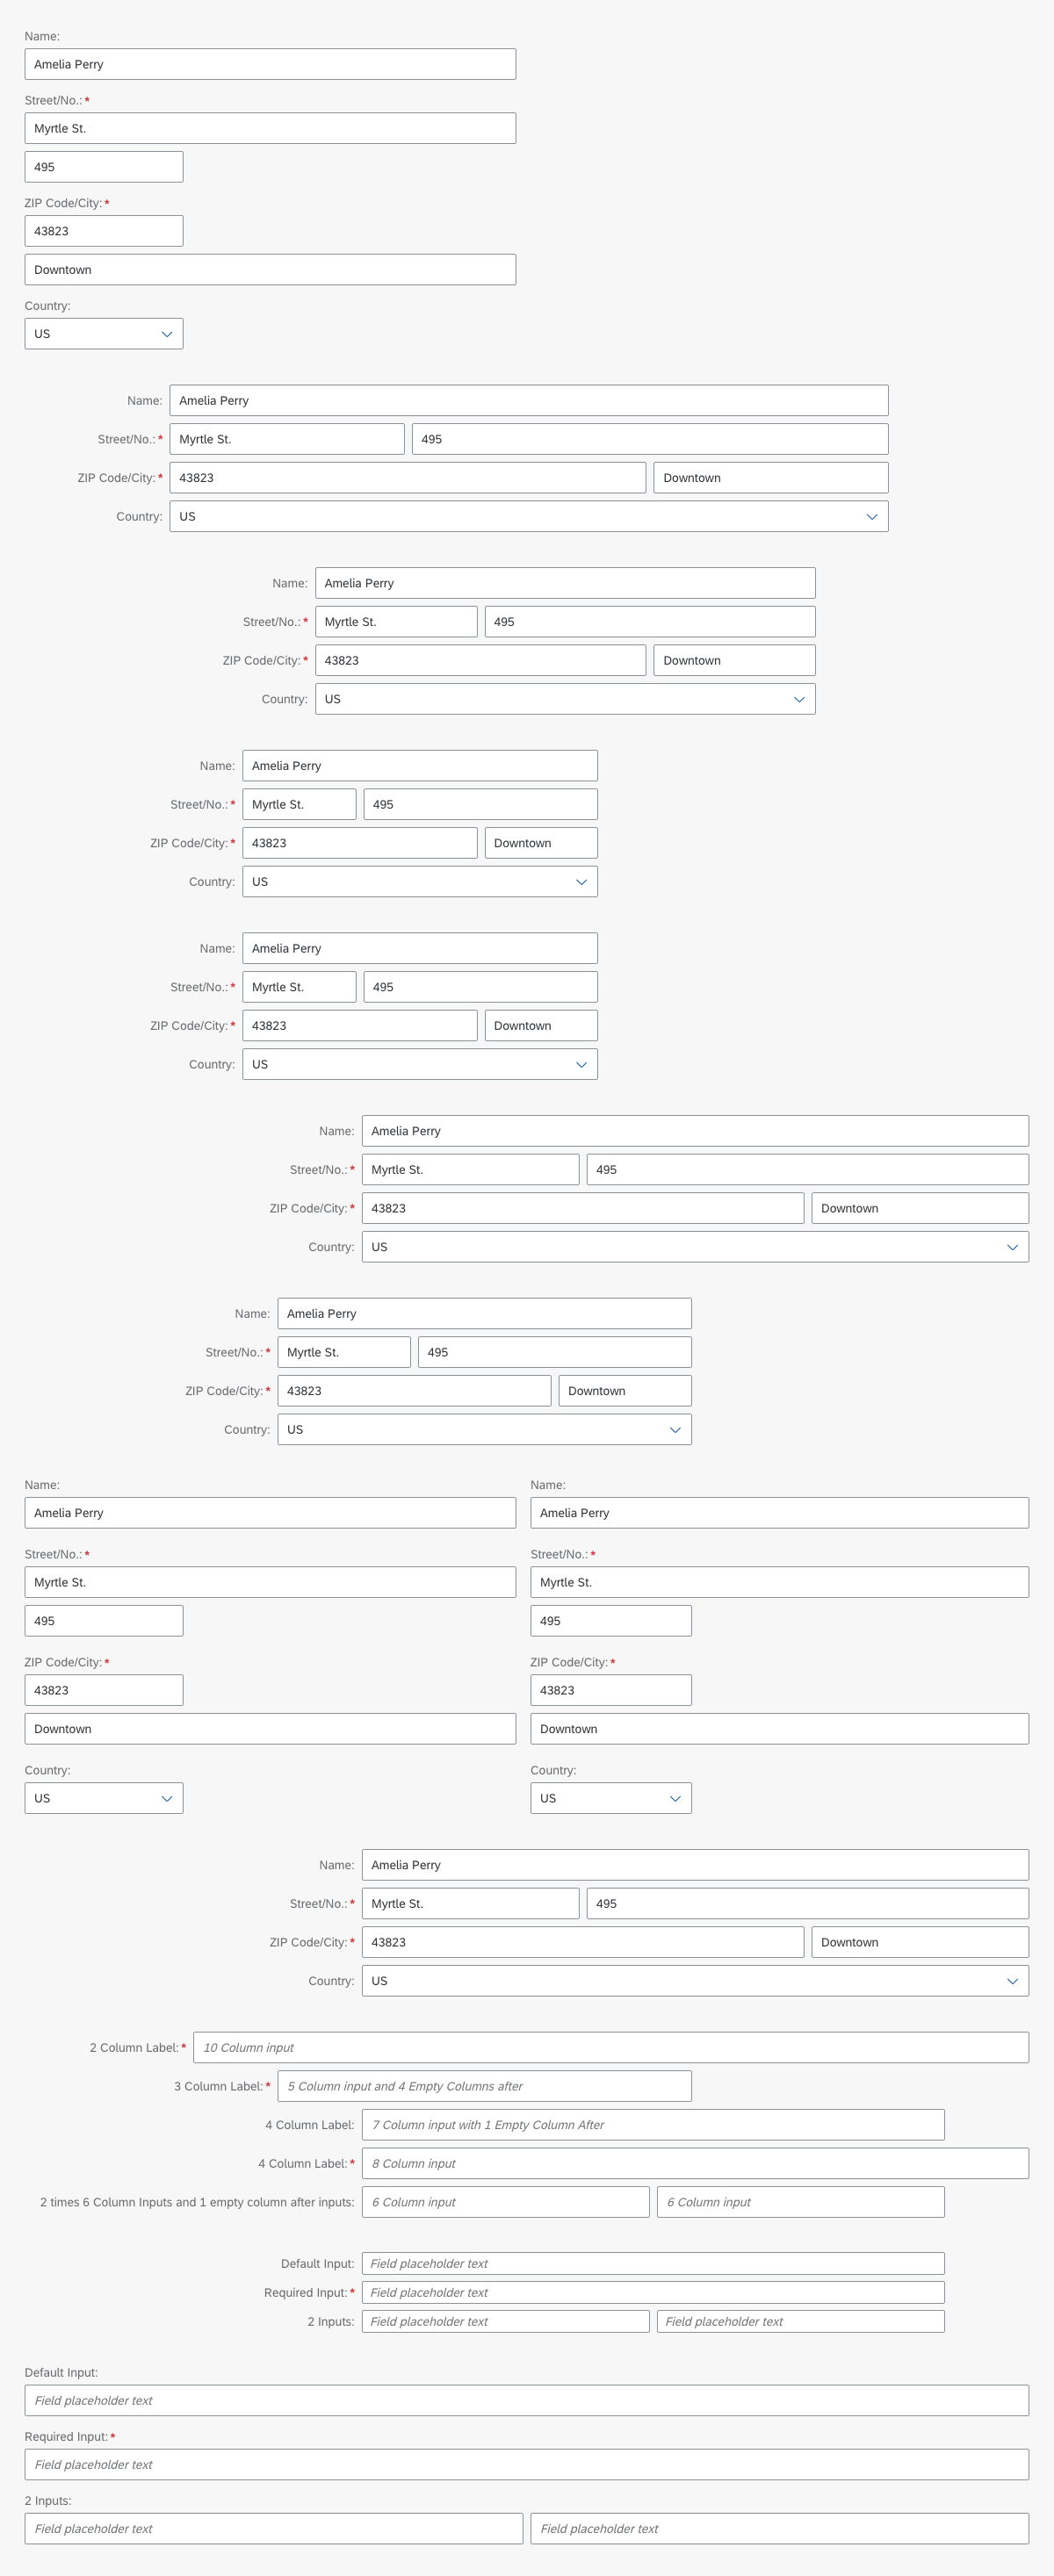 Name:
Amelia Perry
Street/No.: *
Myrtle St.
495
ZIP Code/City: *
43823
Downtown
Country:
US
Name: Amelia Perry
Street/No.: * Myrtle St. 495
ZIP Code/City: * 43823 Downtown
Country: US
Name: Amelia Perry
Street/No.: * Myrtle St. 495
ZIP Code/City: * 43823 Downtown
Country: US
Name: Amelia Perry
Street/No.: * Myrtle St. 495
ZIP Code/City: * 43823 Downtown
Country: US
Name: Amelia Perry
Street/No.: * Myrtle St. 495
ZIP Code/City: * 43823 Downtown
Country: US
Name: Amelia Perry
Street/No.: * Myrtle St. 495
ZIP Code/City: * 43823 Downtown
Country: US
Name: Amelia Perry
Street/No.: * Myrtle St. 495
ZIP Code/City: * 43823 Downtown
Country: US
Name: Name:
Amelia Perry Amelia Perry
Street/No.: * Street/No.: *
Myrtle St. Myrtle St.
495 495
ZIP Code/City: * ZIP Code/City: *
43823 43823
Downtown Downtown
Country: Country:
US US
Name: Amelia Perry
Street/No.: * Myrtle St. 495
ZIP Code/City: * 43823 Downtown
Country: US
2 Column Label: * 10 Column input
3 Column Label: * 5 Column input and 4 Empty Columns after
4 Column Label: 7 Column input with 1 Empty Column After
4 Column Label: * 8 Column input
2 times 6 Column Inputs and 1 empty column after inputs: 6 Column input 6 Column input
Default Input: Field placeholder text
Required Input: * Field placeholder text
2 Inputs: Field placeholder text Field placeholder text
Default Input:
Field placeholder text
Required Input: *
Field placeholder text
2 Inputs:
Field placeholder text Field placeholder text